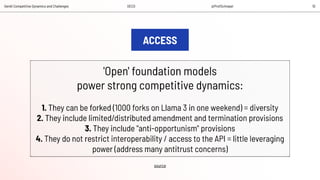 GenAI Competitive Dynamics and Challenges OECD @ProfSchrepel 10
ACCESS
'Open' foundation models
power strong competitive dynamics:
1. They can be forked (1000 forks on Llama 3 in one weekend) = diversity
2. They include limited/distributed amendment and termination provisions
3. They include "anti-opportunism" provisions
4. They do not restrict interoperability / access to the API = little leveraging
power (address many antitrust concerns)
source